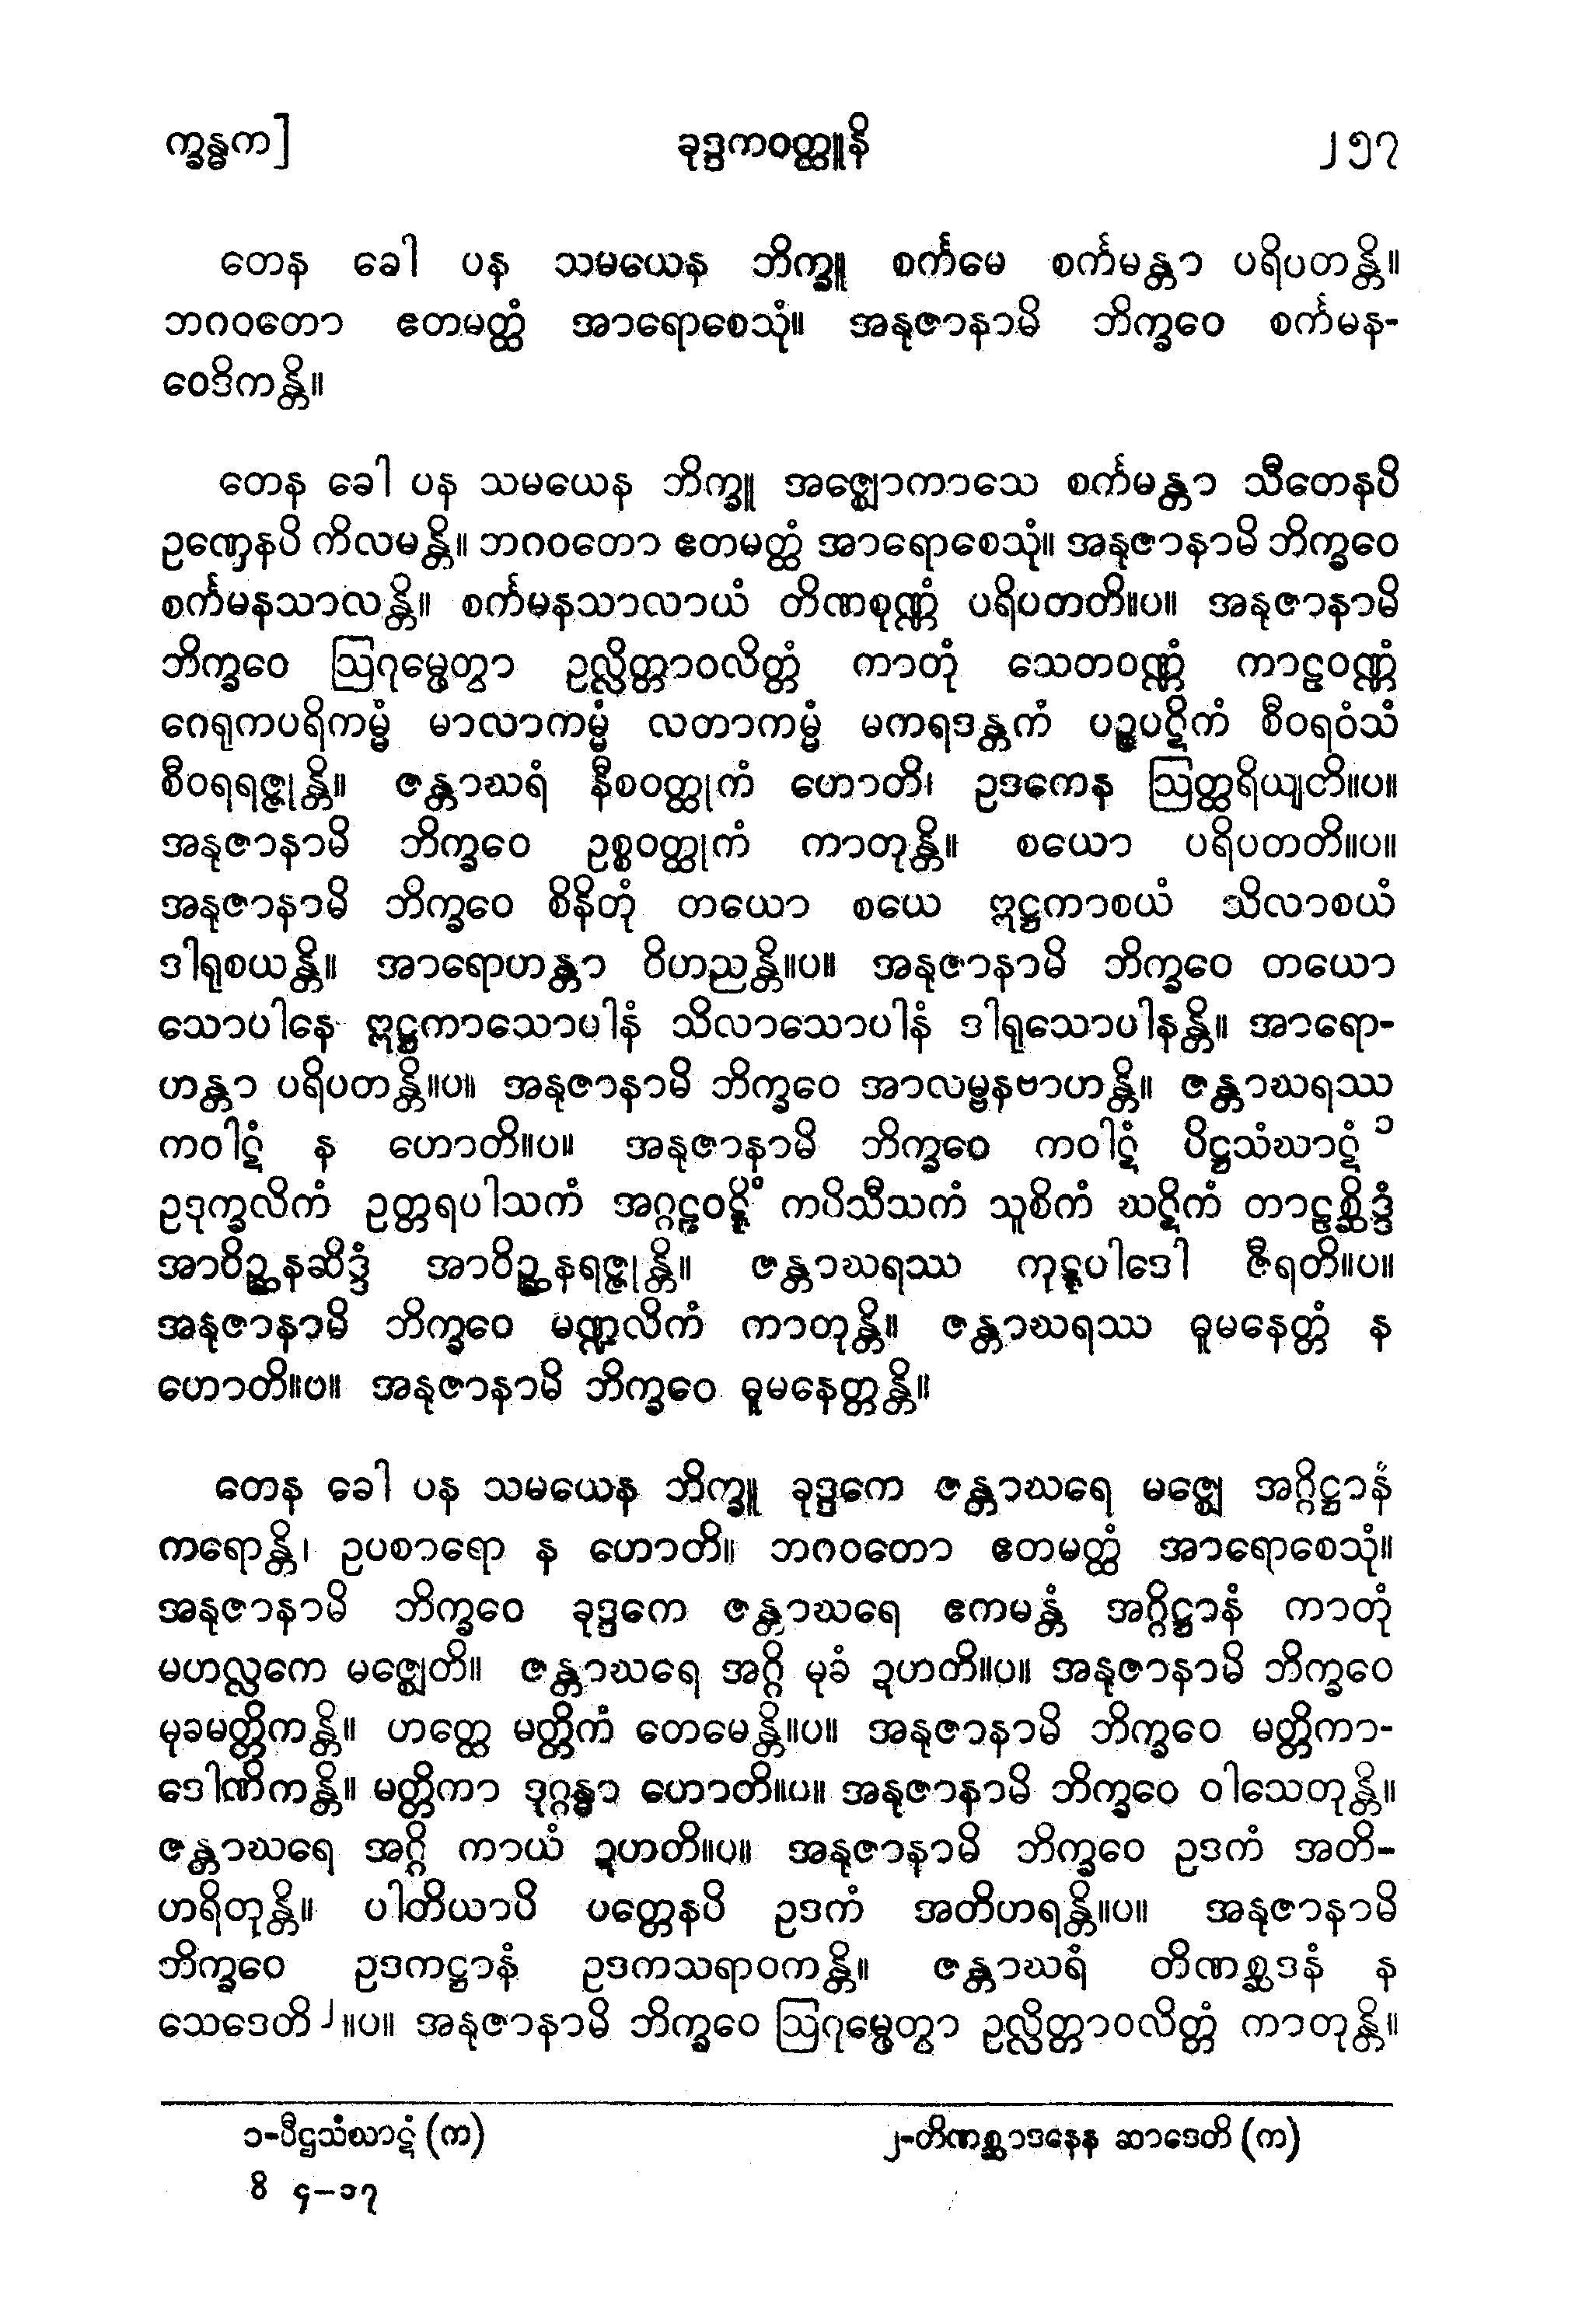 က္ခန္ဓက]
ခုဒ္ဒကဝတ္ထူနိ
၂၅၇
တေန ခေါ ပန သမယေန ဘိက္ခူ စင်္ကမေ စင်္ကမန္တာ ပရိပတန္တိ။
ဘဂဝတော ဧတမတ္ထံ အာရောစေသုံ။ အနုဇာနာမိ ဘိက္ခဝေ စင်္ကမန-
ဝေဒိကန္တိ။
တေန ခေါ ပန သမယေန ဘိက္ခူ အဇ္ဈောကာသေ စင်္ကမန္တာ သီတေနပိ
ဥဏှေနပိ ကိလမန္တိ။ ဘဂဝတော ဧတမတ္ထံ အာရောစေသုံ။ အနုဇာနာမိ ဘိက္ခဝေ
စင်္ကမနသာလန္တိ။ စင်္ကမနသာလာယံ တိဏစုဏ္ဏံ ပရိပတတိ။ပ။ အနုဇာနာမိ
ဘိက္ခဝေ ဩဂုမ္ဖေတွာ ဥလ္လိတ္တာဝလိတ္တံ ကာတုံ သေတဝဏ္ဏံ ကာဠဝဏ္ဏံ
ဂေရုကပရိကမ္မံ မာလာကမ္မံ လတာကမ္မံ မကရဒန္တကံ ပဉ္စပဋိကံ စီဝရဝံသံ
စီဝရရဇ္ဇုန္တိ။ ဇန္တာဃရံ နီစဝတ္ထုကံ ဟောတိ၊ ဥဒကေန ဩတ္ထရိယျတိ။ပ။
အနုဇာနာမိ ဘိက္ခဝေ ဥစ္စဝတ္ထုကံ ကာတုန္တိ။ စယော ပရိပတတိ။ပ။
အနုဇာနာမိ ဘိက္ခဝေ စိနိတုံ တယော စယေ ဣဋ္ဌကာစယံ သိလာစယံ
ဒါရုစယန္တိ။ အာရောဟန္တာ ဝိဟညန္တိ။ပ။ အနုဇာနာမိ ဘိက္ခဝေ တယော
သောပါနေ ဣဋ္ဌကာသောပါနံ သိလာသောပါနံ ဒါရုသောပါနန္တိ။ အာရော-
ဟန္တာ ပရိပတန္တိ။ပ။ အနုဇာနာမိ ဘိက္ခဝေ အာလမ္ဗနဗာဟန္တိ။ ဇန္တာဃရဿ
ကဝါဋံ န ဟောတိ။ပ။ အနုဇာနာမိ ဘိက္ခဝေ ကဝါဋံ ပိဋ္ဌသံဃာဋံ ၁
ဥဒုက္ခလိကံ ဥတ္တရပါသကံ အဂ္ဂဠဝဋ္ဋိံ ကပိသီသကံ သူစိကံ ဃဋိကံ တာဠစ္ဆိဒ္ဒံ
အာဝိဉ္ဆနဆိဒ္ဒံ အာဝိဉ္ဆနရဇ္ဇုန္တိ။ ဇန္တာဃရဿ ကုဋ္ဋပါဒေါ ဇီရတိ။ပ။
အနုဇာနာမိ ဘိက္ခဝေ မဏ္ဍလိကံ ကာတုန္တိ။ ဇန္တာဃရဿ ဓူမနေတ္တံ န
ဟောတိ။ပ။ အနုဇာနာမိ ဘိက္ခဝေ ဓူမနေတ္တန္တိ။
တေန ခေါ ပန သမယေန ဘိက္ခူ ခုဒ္ဒကေ ဇန္တာဃရေ မဇ္ဈေ အဂ္ဂိဋ္ဌာနံ
ကရောန္တိ၊ ဥပစာရော န ဟောတိ။ ဘဂဝတော ဧတမတ္ထံ အာရောစေသုံ။
အနုဇာနာမိ ဘိက္ခဝေ ခုဒ္ဒကေ ဇန္တာဃရေ ဧကမန္တံ အဂ္ဂိဋ္ဌာနံ ကာတုံ
မဟလ္လကေ မဇ္ဈေတိ။ ဇန္တာဃရေ အဂ္ဂိ မုခံ ဍဟတိ။ပ။ အနုဇာနာမိ ဘိက္ခဝေ
မုခမတ္တိကန္တိ။ ဟတ္ထေ မတ္တိကံ တေမေန္တိ။ပ။ အနုဇာနာမိ ဘိက္ခဝေ မတ္တိကာ-
ဒေါဏိကန္တိ။ မတ္တိကာ ဒုဂ္ဂန္ဓာ ဟောတိ။ပ။ အနုဇာနာမိ ဘိက္ခဝေ ဝါသေတုန္တိ။
ဇန္တာဃရေ အဂ္ဂိ ကာယံ ဍဟတိ။ပ။ အနုဇာနာမိ ဘိက္ခဝေ ဥဒကံ အတိ-
ဟရိတုန္တိ။ ပါတိယာပိ ပတ္တေနပိ ဥဒကံ အတိဟရန္တိ။ပ။ အနုဇာနာမိ
ဘိက္ခဝေ ဥဒကဋ္ဌာနံ ဥဒကသရာဝကန္တိ။ ဇန္တာဃရံ တိဏစ္ဆဒနံ န
သေဒေတိ ၂။ပ။ အနုဇာနာမိ ဘိက္ခဝေ ဩဂုမ္ဖေတွာ ဥလ္လိတ္တာဝလိတ္တံ ကာတုန္တိ။
၁-ပီဌသံဃာဋံ (က)
၂-တိဏစ္ဆာဒနေန ဆာဒေတိ (က)
ဝိ ၄-၁၇